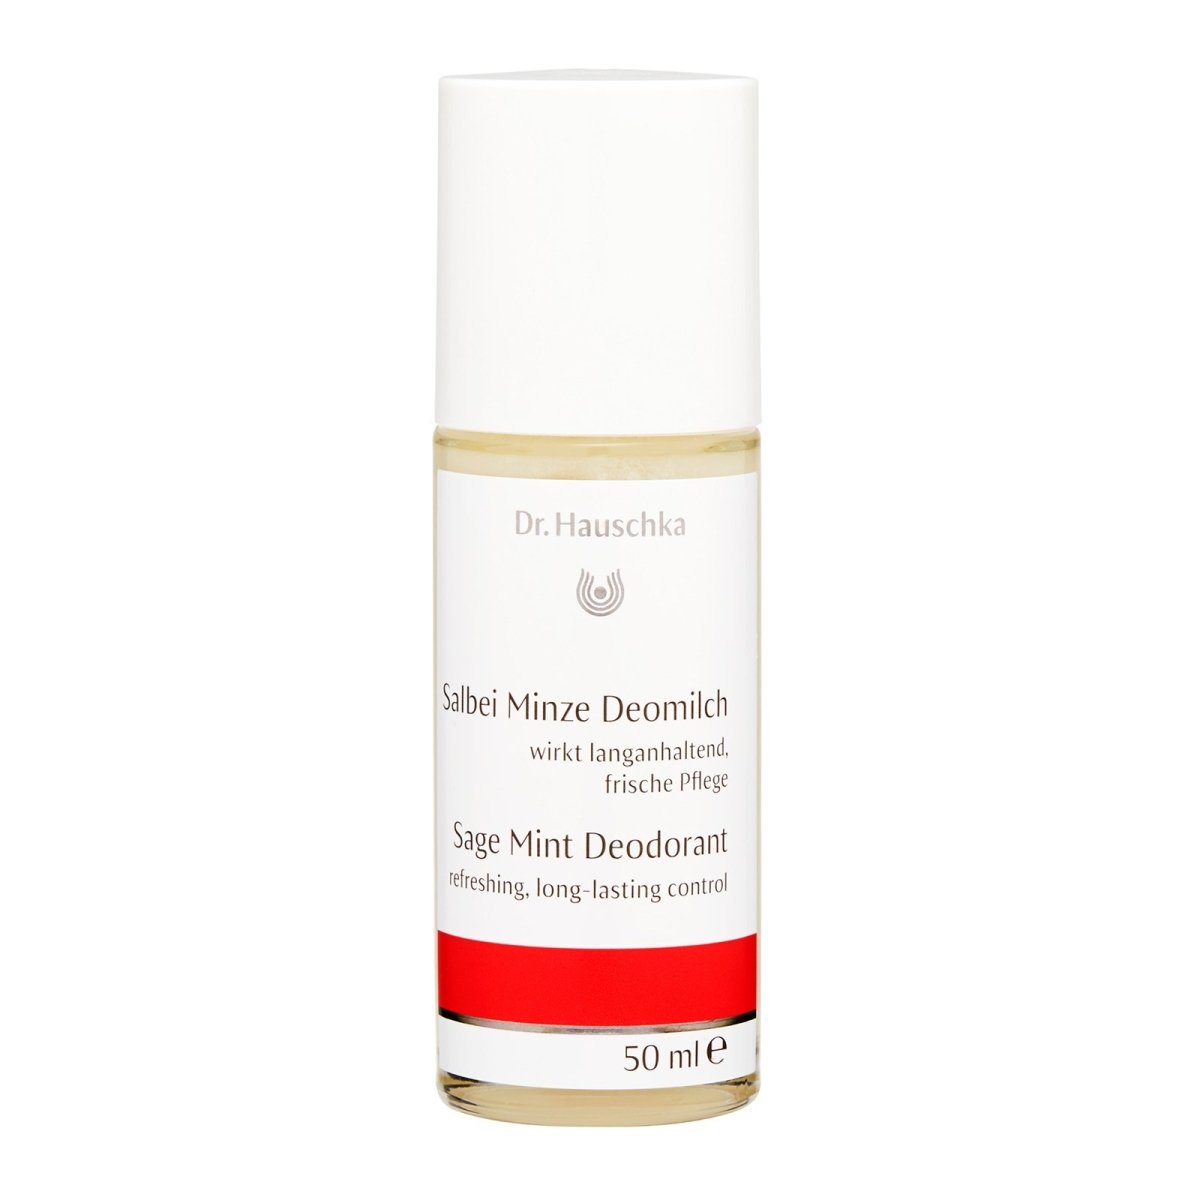 Dr. Hauschka
Salbei Minze Deomilch
wirkt langanhaltend,
frische Pflege
Sage Mint Deodorant
refreshing, long-lasting control
50 ml ℮